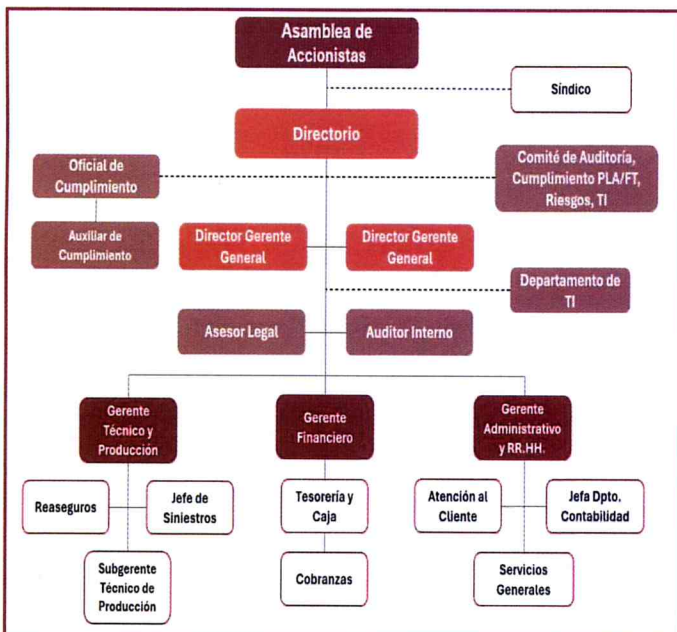 Asamblea de
Accionistas
Síndico
Directorio
Oficial de
Cumplimiento
Comité de Auditoría,
Cumplimiento PLA/FT,
Riesgos, TI
Auxiliar de
Cumplimiento
Director Gerente
General
Director Gerente
General
Departamento de
TI
Asesor Legal
Auditor Interno
Gerente
Técnico y
Producción
Gerente
Financiero
Gerente
Administrativo
y RR.HH.
Reaseguros
Jefe de
Siniestros
Tesorería y
Caja
Atención al
Cliente
Jefa Dpto.
Contabilidad
Subgerente
Técnico de
Producción
Cobranzas
Servicios
Generales